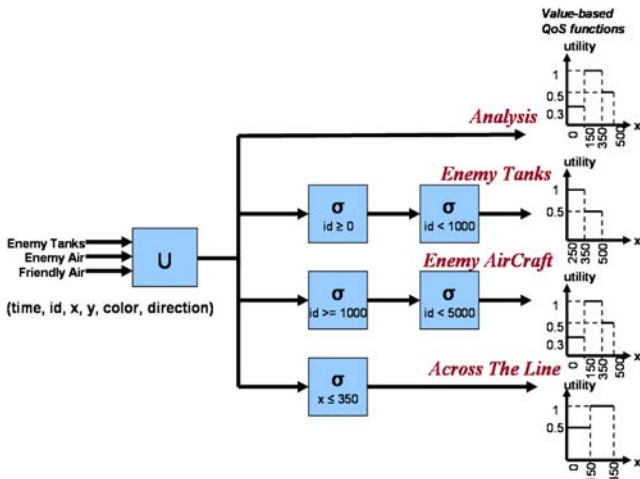 Value-based
QoS functions
utility
1
0.5
0.3
0
150
350
500
x
Analysis
Enemy Tanks
utility
1
0.5
250
350
500
x
σ
id ≥ 0
σ
id < 1000
Enemy Tanks
Enemy Air
Friendly Air
U
(time, id, x, y, color, direction)
Enemy AirCraft
utility
1
0.5
0.3
0
150
350
500
x
σ
id >= 1000
σ
id < 5000
Across The Line
utility
1
0.5
0
150
350
x
σ
x ≤ 350